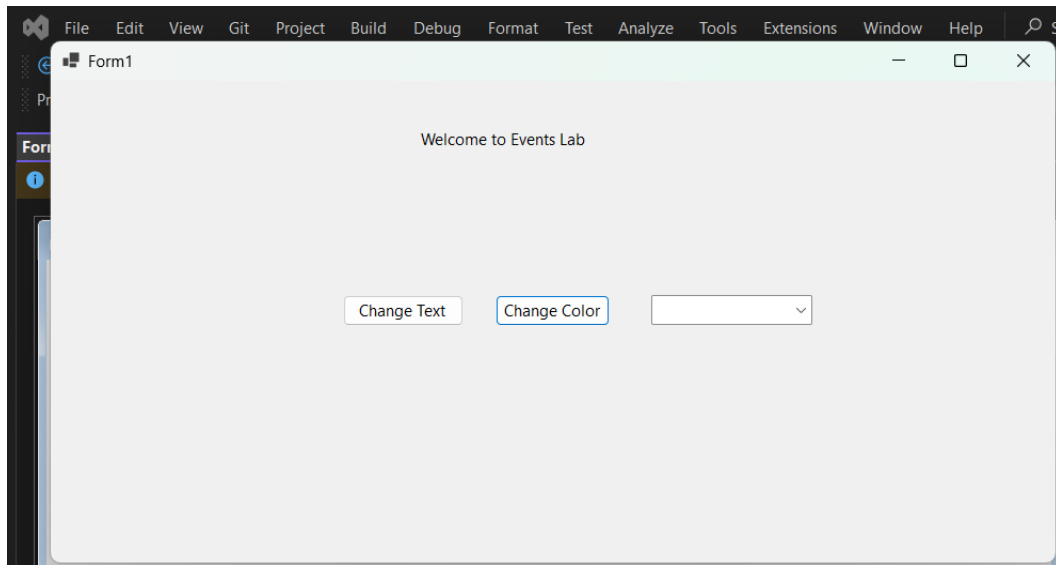 File Edit View Git Project Build Debug Format Test Analyze Tools Extensions Window Help
Form1
Welcome to Events Lab
Change Text Change Color